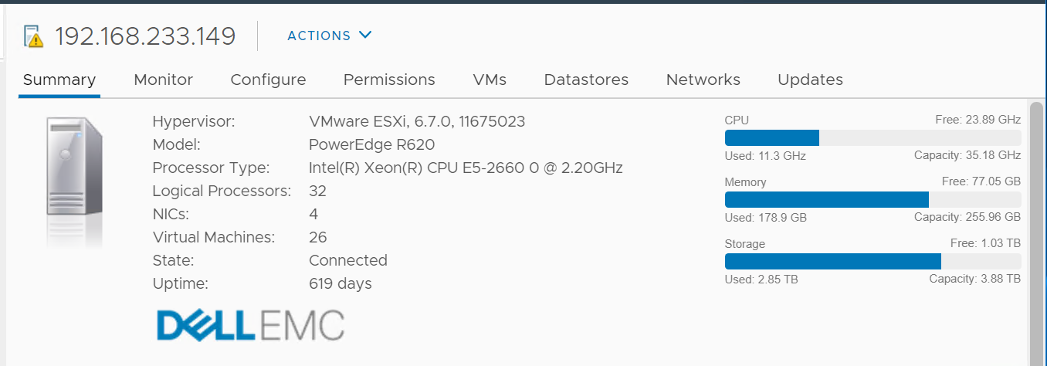 192.168.233.149 ACTIONS
Summary Monitor Configure Permissions VMs Datastores Networks Updates
Hypervisor: VMware ESXi, 6.7.0, 11675023
Model: PowerEdge R620
Processor Type: Intel(R) Xeon(R) CPU E5-2660 0 @ 2.20GHz
Logical Processors: 32
NICs: 4
Virtual Machines: 26
State: Connected
Uptime: 619 days
DELLEMC
CPU Free: 23.89 GHz
Used: 11.3 GHz Capacity: 35.18 GHz
Memory Free: 77.05 GB
Used: 178.9 GB Capacity: 255.96 GB
Storage Free: 1.03 TB
Used: 2.85 TB Capacity: 3.88 TB